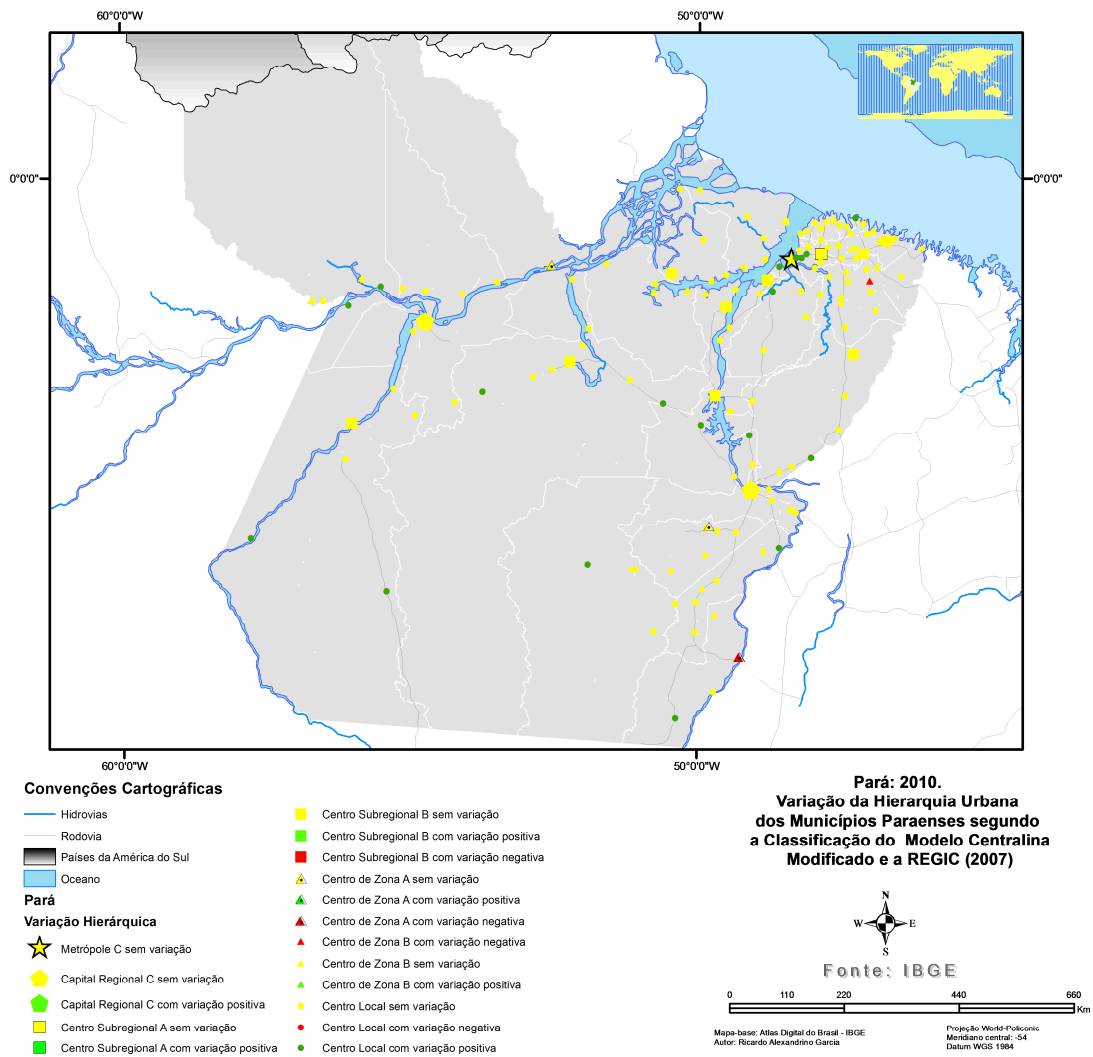 60°0'0"W
50°0'0"W
0°0'0"
0°0'0"
60°0'0"W
50°0'0"W
Convenções Cartográficas
Hidrovias
Rodovia
Países da América do Sul
Oceano
Pará
Variação Hierárquica
Metrópole C sem variação
Capital Regional C sem variação
Capital Regional C com variação positiva
Centro Subregional A sem variação
Centro Subregional A com variação positiva
Centro Subregional B sem variação
Centro Subregional B com variação positiva
Centro Subregional B com variação negativa
Centro de Zona A sem variação
Centro de Zona A com variação positiva
Centro de Zona A com variação negativa
Centro de Zona B com variação negativa
Centro de Zona B sem variação
Centro de Zona B com variação positiva
Centro Local sem variação
Centro Local com variação negativa
Centro Local com variação positiva
Pará: 2010.
Variação da Hierarquia Urbana
dos Municípios Paraenses segundo
a Classificação do Modelo Centralina
Modificado e a REGIC (2007)
N
W E
S
Fonte: IBGE
0 110 220 440 660
Km
Mapa-base: Atlas Digital do Brasil - IBGE
Autor: Ricardo Alexandrino Garcia
Projeção World-Policonic
Meridiano central: -54
Datum WGS 1984